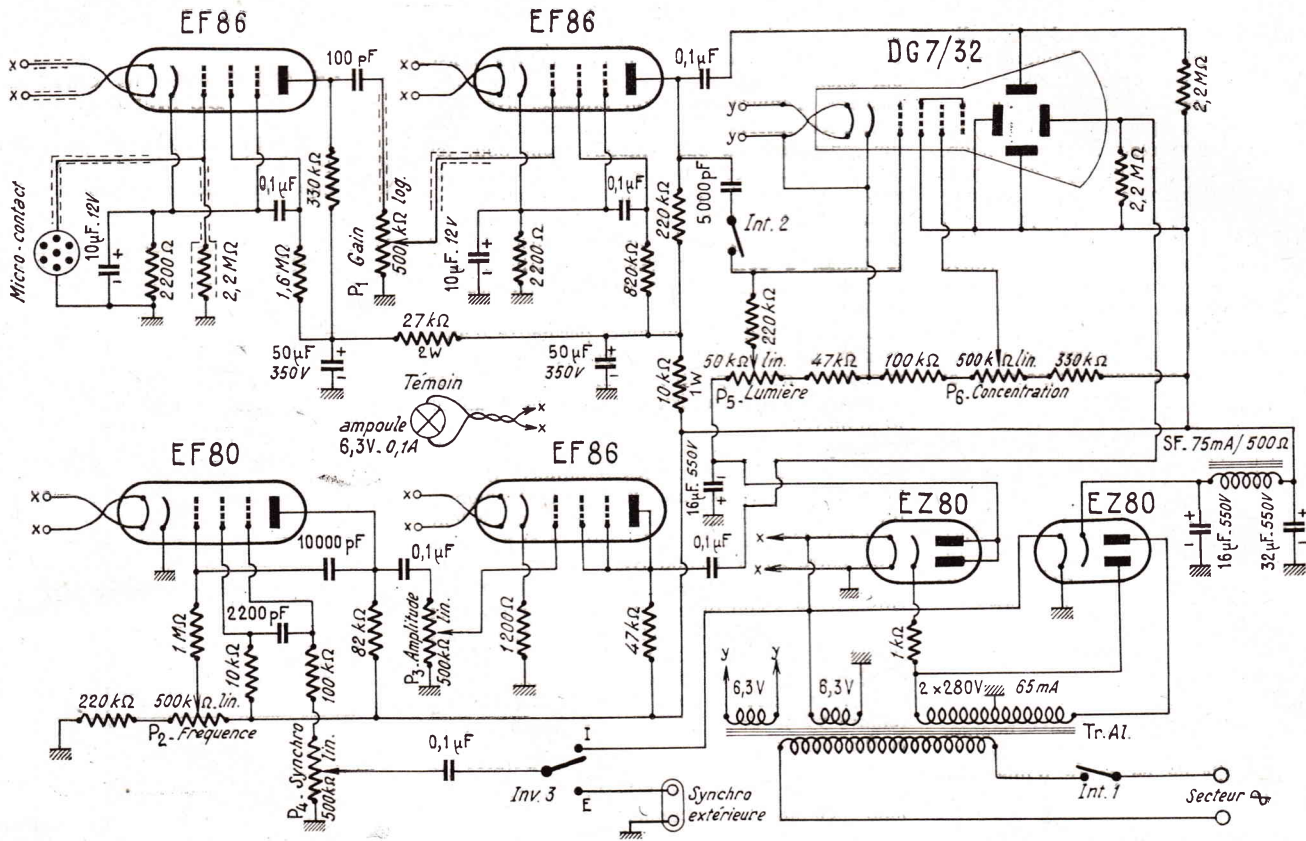 EF86
EF86
DG7/32
100 pF
0,1µF
x
x
x
x
y
y
2,2MΩ
2,2MΩ
Micro-contact
10µF.12V
2200Ω
2,2MΩ
0,1µF
1,6MΩ
330kΩ
P1 Gain
500kΩ log.
10µF.12V
2200Ω
0,1µF
820kΩ
220kΩ
5000pF
Int.2
220kΩ
27kΩ
2W
50µF
350V
50µF
350V
10kΩ
1W
50kΩ lin.
P5-Lumière
47kΩ
100kΩ
500kΩ lin.
P6-Concentration
330kΩ
Témoin
ampoule
6,3V-0,1A
x
x
SF-75mA/500Ω
EF80
EF86
EZ80
EZ80
16µF.550V
16µF.550V
32µF.550V
x
x
x
x
x
x
10000pF
0,1µF
0,1µF
1MΩ
2200pF
10kΩ
100kΩ
82kΩ
P3-Amplitude
500kΩ lin.
1200Ω
47kΩ
1kΩ
220kΩ
500kΩ lin.
P2-Fréquence
y
y
6,3V
6,3V
2×280V
65mA
Tr.Al.
P4-Synchro
500kΩ lin.
0,1µF
I
Inv.3
E
Synchro
extérieure
Int.1
Secteur